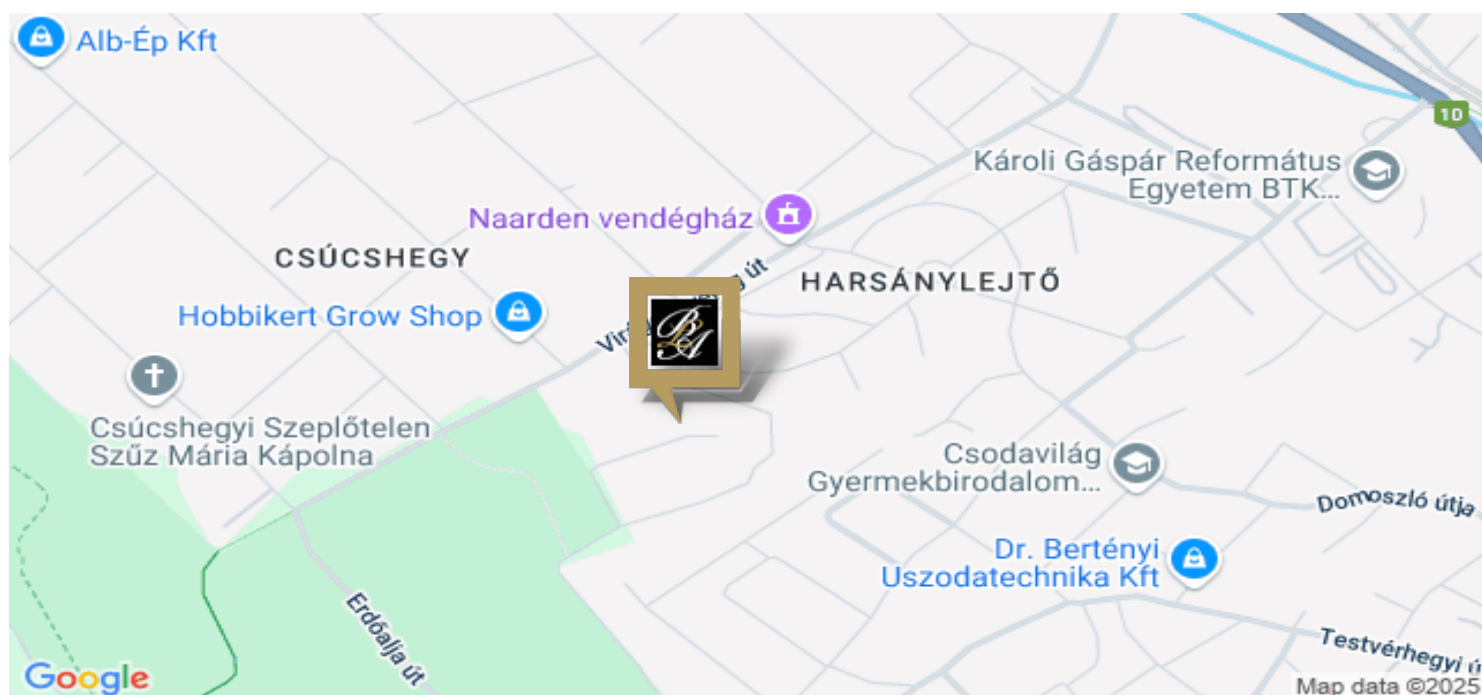 Alb-Ép Kft
10
Károli Gáspár Református
Egyetem BTK...
Naarden vendégház
CSÚCSHEGY
HARSÁNYLEJTŐ
út
Hobbikert Grow Shop
BLA
Csúcshegyi Szeplőtelen
Szűz Mária Kápolna
Csodavilág
Gyermekbirodalom...
Domoszló útja
Dr. Bertényi
Uszodatechnika Kft
Erdőalja út
Testvérhegyi ú
Google
Map data ©2025